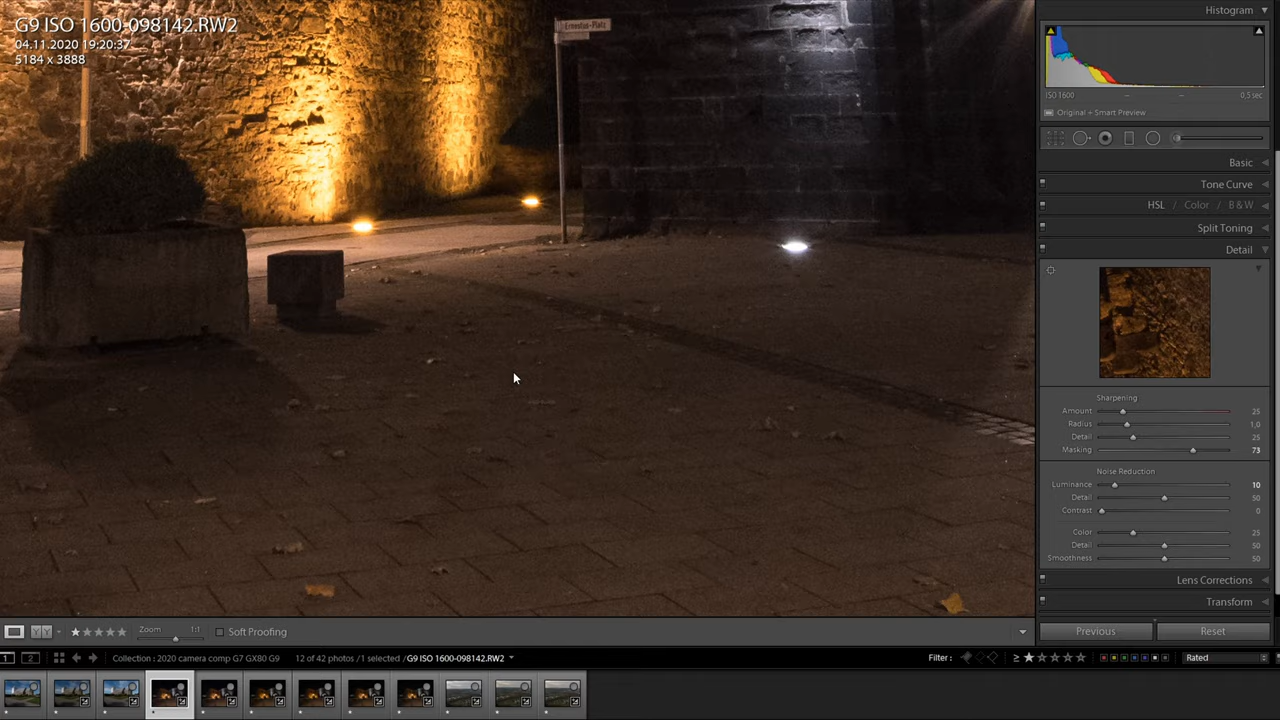 G9 ISO 1600-098142.RW2
04.11.2020 19:20:37
5184 x 3888
Ernestus-Platz
Histogram
ISO 1600 0,5 sec
Original + Smart Preview
Basic
Tone Curve
HSL / Color / B & W
Split Toning
Detail
Sharpening
Amount 25
Radius 1,0
Detail 25
Masking 73
Noise Reduction
Luminance 10
Detail 50
Contrast 0
Color 25
Detail 50
Smoothness 50
Lens Corrections
Transform
Previous Reset
Y Y Zoom 1:1 Soft Proofing
1 2 Collection : 2020 camera comp G7 GX80 G9 12 of 42 photos /1 selected /G9 ISO 1600-098142.RW2 Filter : ≥ Rated